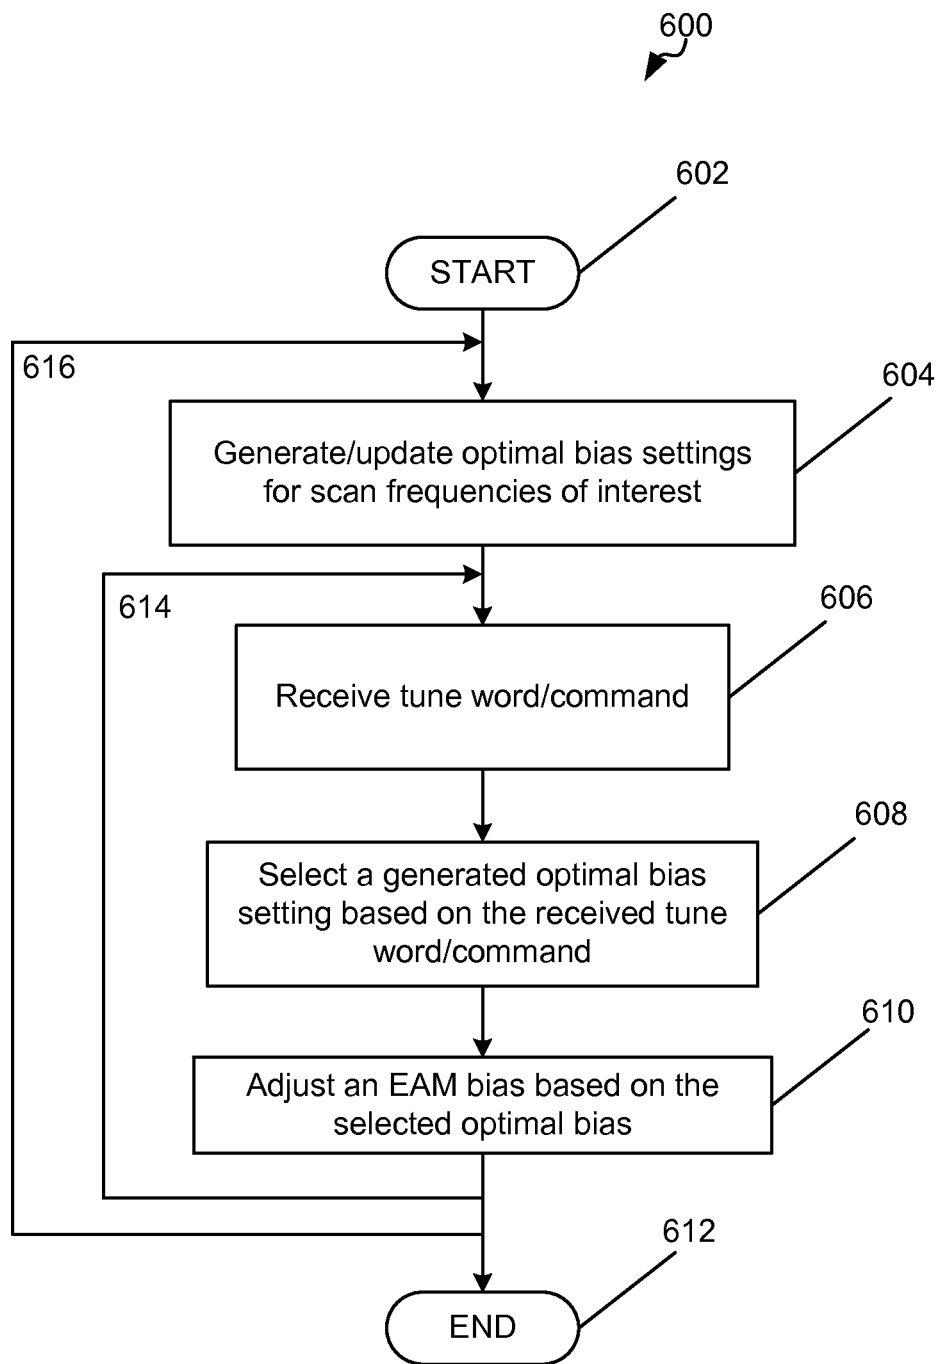 600
602
START
616
604
Generate/update optimal bias settings
for scan frequencies of interest
614
606
Receive tune word/command
608
Select a generated optimal bias
setting based on the received tune
word/command
610
Adjust an EAM bias based on the
selected optimal bias
612
END